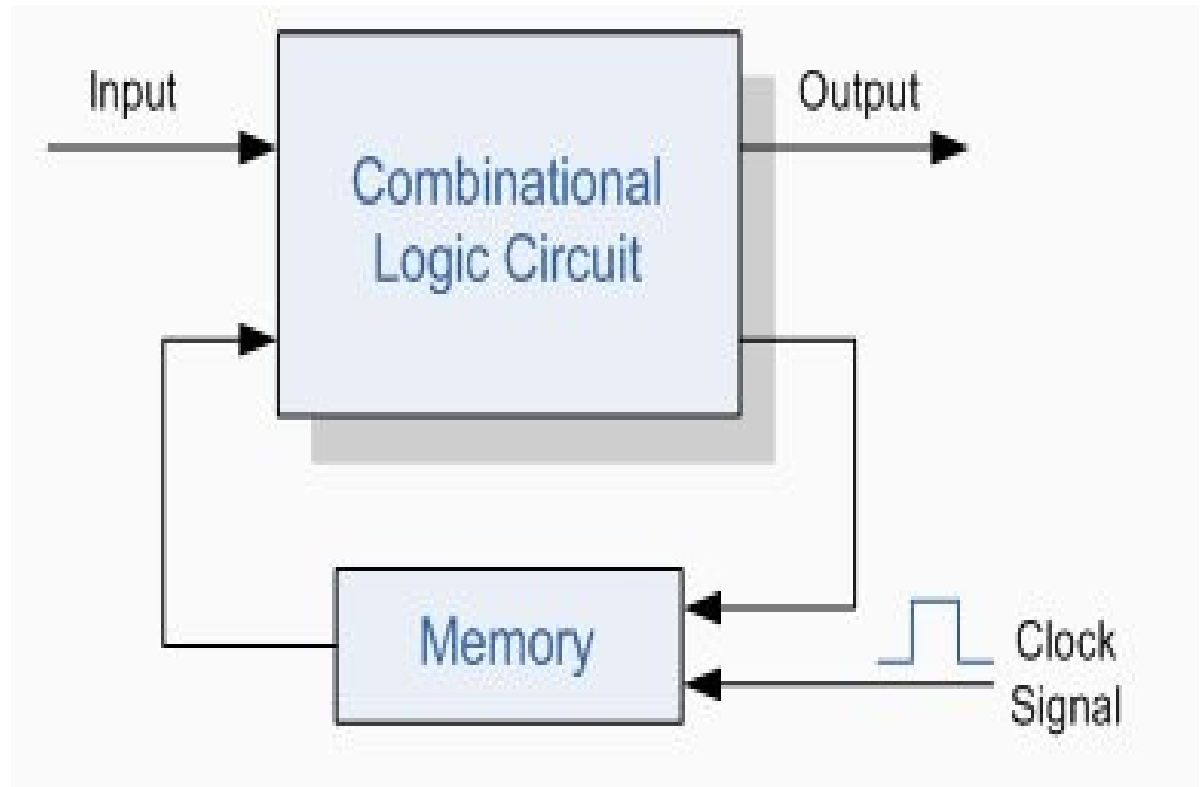 Input
Output
Combinational
Logic Circuit
Memory
Clock
Signal